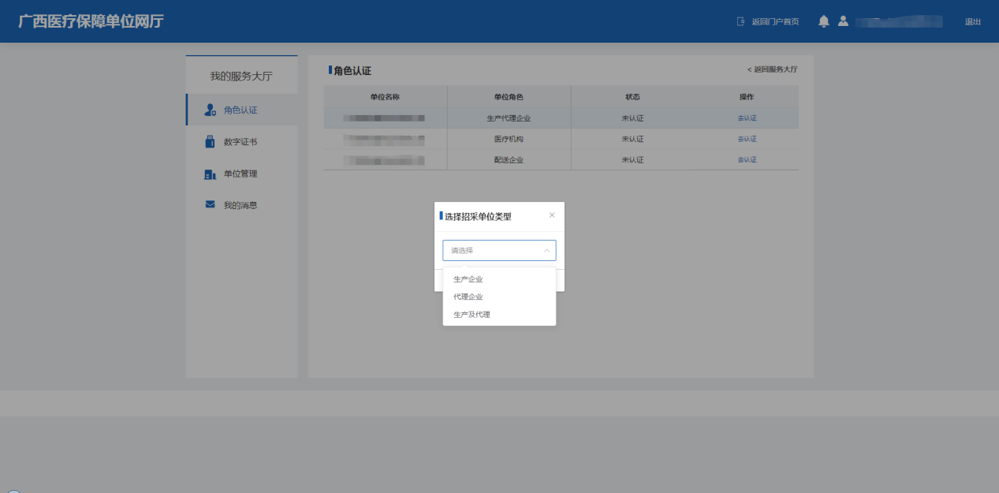 广西医疗保障单位网厅
返回门户首页
退出
我的服务大厅
角色认证
数字证书
单位管理
我的消息
角色认证
< 返回服务大厅
单位名称 单位角色 状态 操作
生产代理企业 未认证 去认证
医疗机构 未认证 去认证
配送企业 未认证 去认证
选择招采单位类型
请选择
生产企业
代理企业
生产及代理